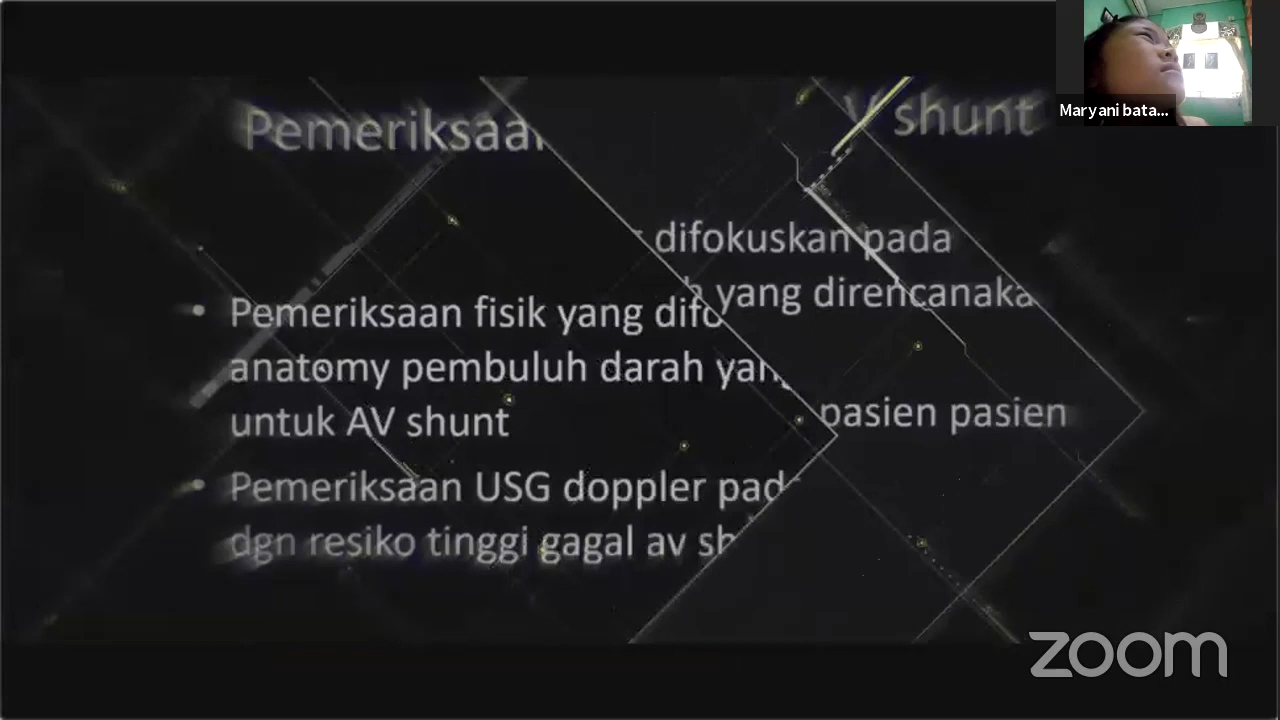 Maryani bata...
Pemeriksaa V shunt
difokuskan pada
yang direncanaka
• Pemeriksaan fisik yang difo
anatomy pembuluh darah yan
untuk AV shunt
pasien pasien
• Pemeriksaan USG doppler pad
dgn resiko tinggi gagal av sh
zoom